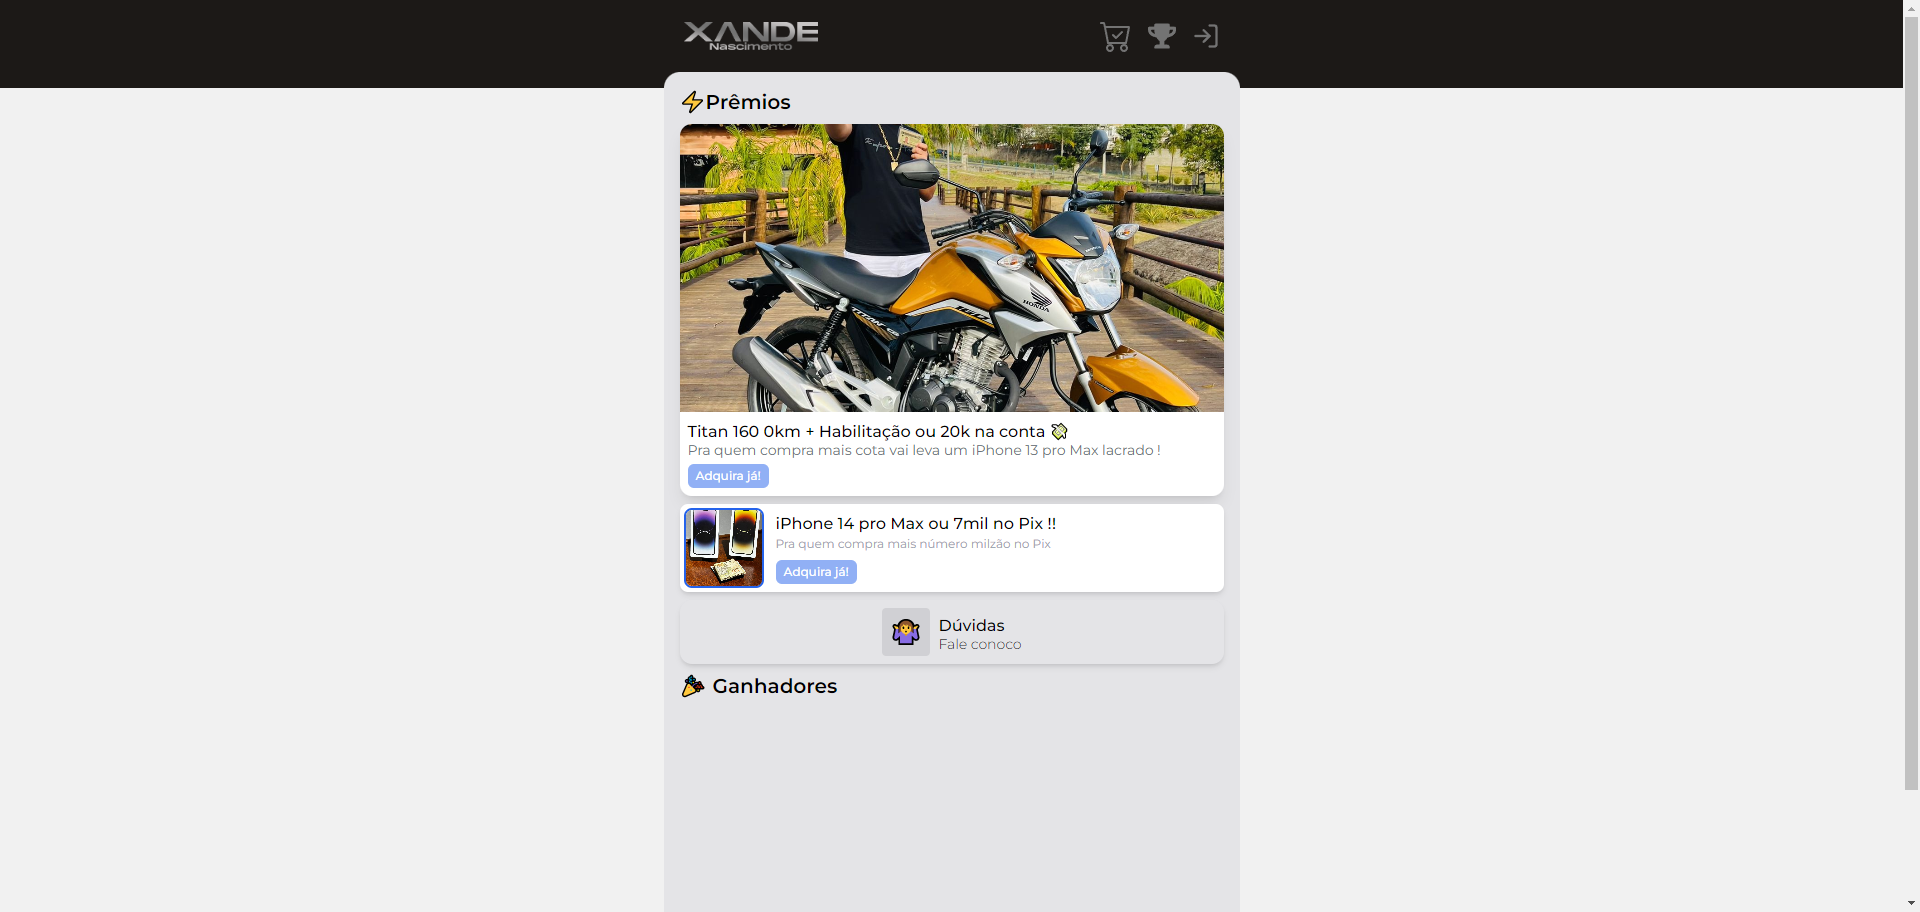 XANDE
Nascimento
Prêmios
HONDA
TITAN
Titan 160 0km + Habilitação ou 20k na conta 💸
Pra quem compra mais cota vai leva um iPhone 13 pro Max lacrado !
Adquira já!
iPhone 14 pro Max ou 7mil no Pix !!
Pra quem compra mais número milzão no Pix
Adquira já!
Dúvidas
Fale conoco
Ganhadores